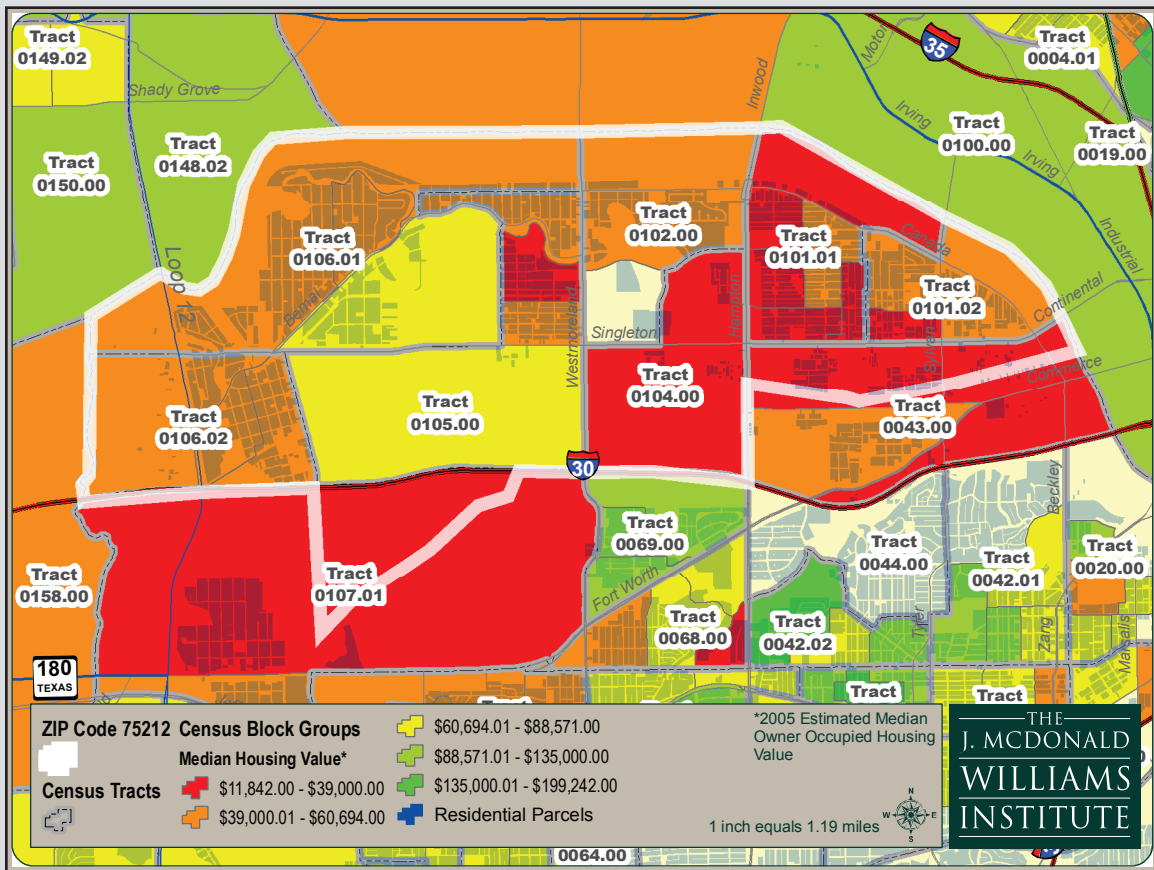 Tract
0149.02
Shady Grove
Tract
0150.00
Tract
0148.02
Loop 12
Inwood
Motor
35
Tract
0004.01
Irving
Tract
0100.00
Irving
Tract
0019.00
Industrial
Tract
0106.01
Bernal
Tract
0102.00
Tract
0101.01
Canada
Tract
0101.02
Continental
Westmoreland
Singleton
Hampton
Sylvan
Commerce
Tract
0106.02
Tract
0105.00
Tract
0104.00
Tract
0043.00
30
Beckley
Tract
0158.00
Tract
0107.01
Tract
0069.00
Fort Worth
Tract
0068.00
Tract
0044.00
Tract
0042.01
Tract
0020.00
Tract
0042.02
Tyler
Zang
Marsalis
180
TEXAS
Tract
Tract
Tract
ZIP Code 75212
Census Tracts
Census Block Groups
Median Housing Value*
$11,842.00 - $39,000.00
$39,000.01 - $60,694.00
$60,694.01 - $88,571.00
$88,571.01 - $135,000.00
$135,000.01 - $199,242.00
Residential Parcels
*2005 Estimated Median
Owner Occupied Housing
Value
1 inch equals 1.19 miles
N
W
E
S
THE
J. MCDONALD
WILLIAMS
INSTITUTE
0064.00